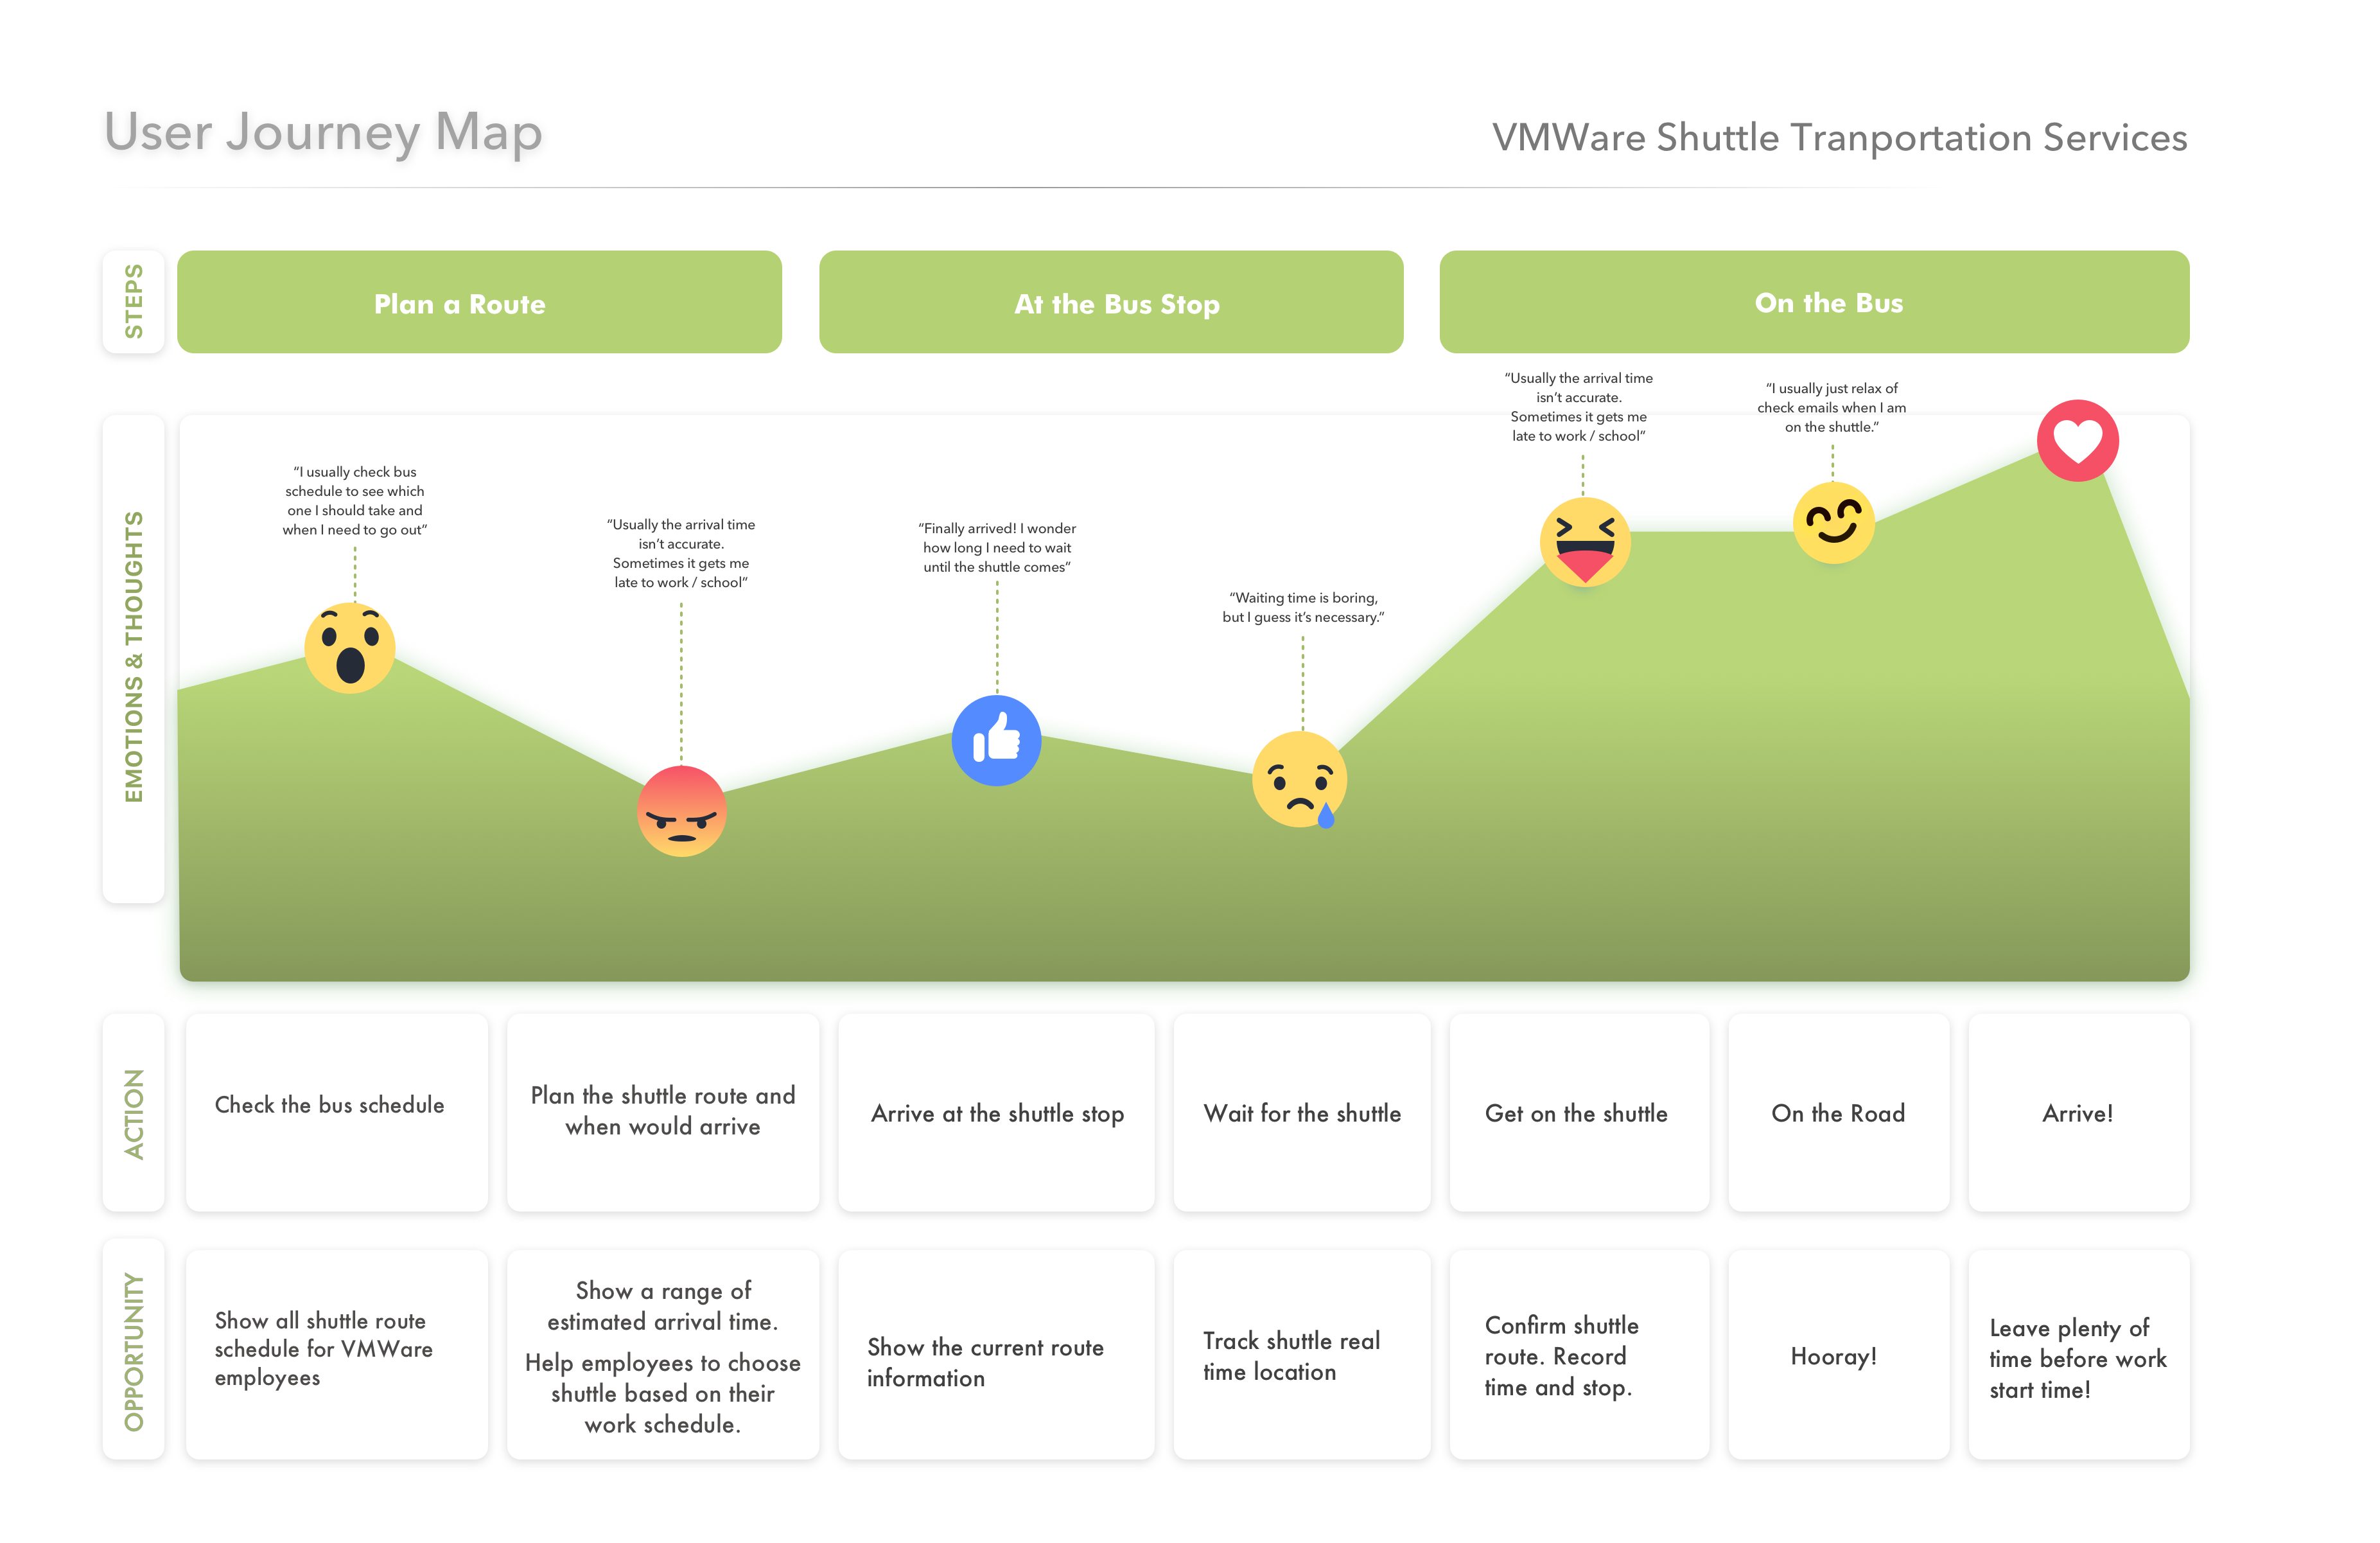 User Journey Map
VMWare Shuttle Tranportation Services
STEPS
Plan a Route
At the Bus Stop
On the Bus
EMOTIONS & THOUGHTS
“I usually check bus
schedule to see which
one I should take and
when I need to go out”
“Usually the arrival time
isn’t accurate.
Sometimes it gets me
late to work / school”
“Finally arrived! I wonder
how long I need to wait
until the shuttle comes”
“Waiting time is boring,
but I guess it’s necessary.”
“Usually the arrival time
isn’t accurate.
Sometimes it gets me
late to work / school”
“I usually just relax of
check emails when I am
on the shuttle.”
ACTION
Check the bus schedule
Plan the shuttle route and
when would arrive
Arrive at the shuttle stop
Wait for the shuttle
Get on the shuttle
On the Road
Arrive!
OPPORTUNITY
Show all shuttle route
schedule for VMWare
employees
Show a range of
estimated arrival time.
Help employees to choose
shuttle based on their
work schedule.
Show the current route
information
Track shuttle real
time location
Confirm shuttle
route. Record
time and stop.
Hooray!
Leave plenty of
time before work
start time!